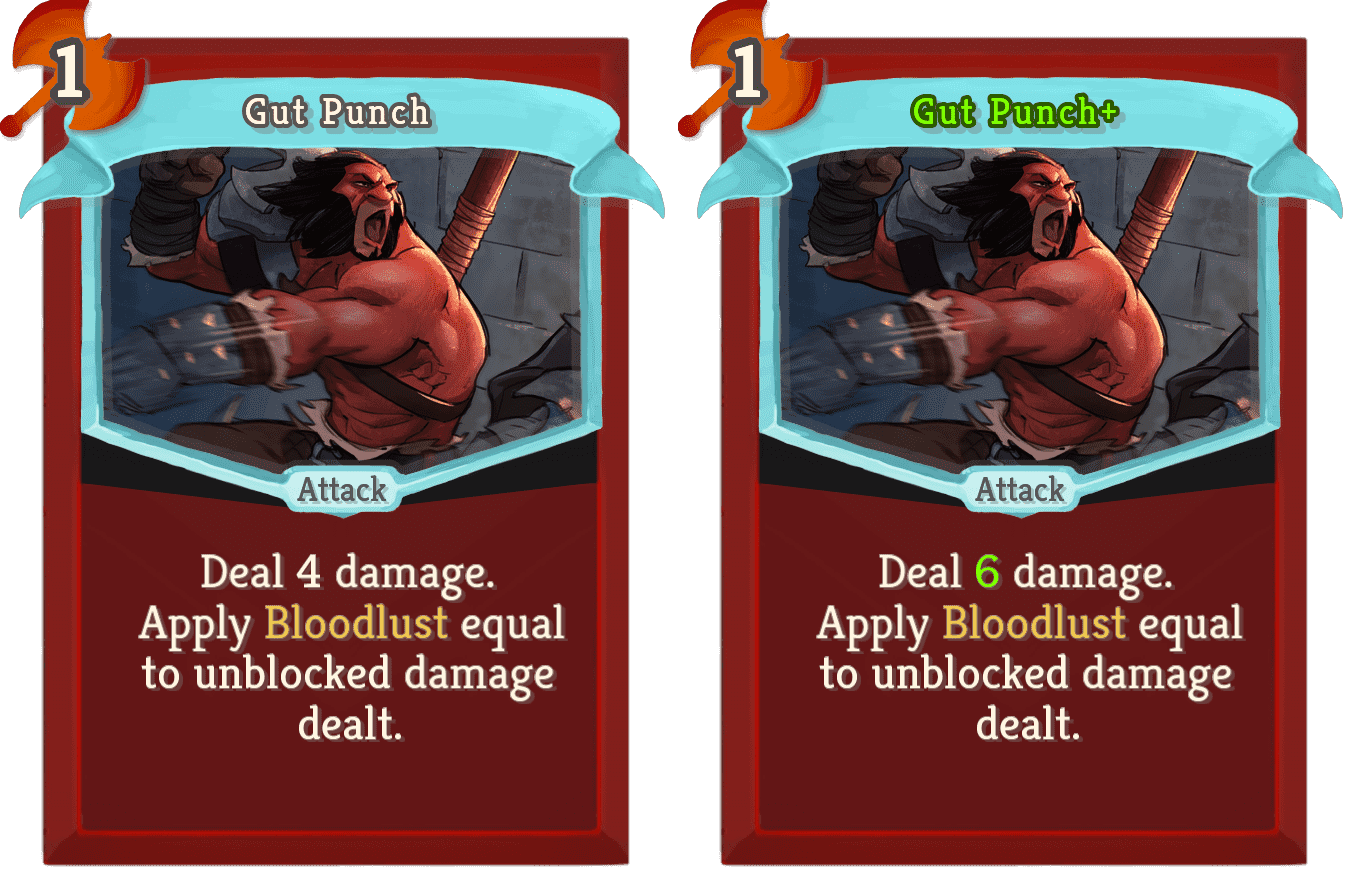 1
Gut Punch
Attack
Deal 4 damage.
Apply Bloodlust equal
to unblocked damage
dealt.
1
Gut Punch+
Attack
Deal 6 damage.
Apply Bloodlust equal
to unblocked damage
dealt.